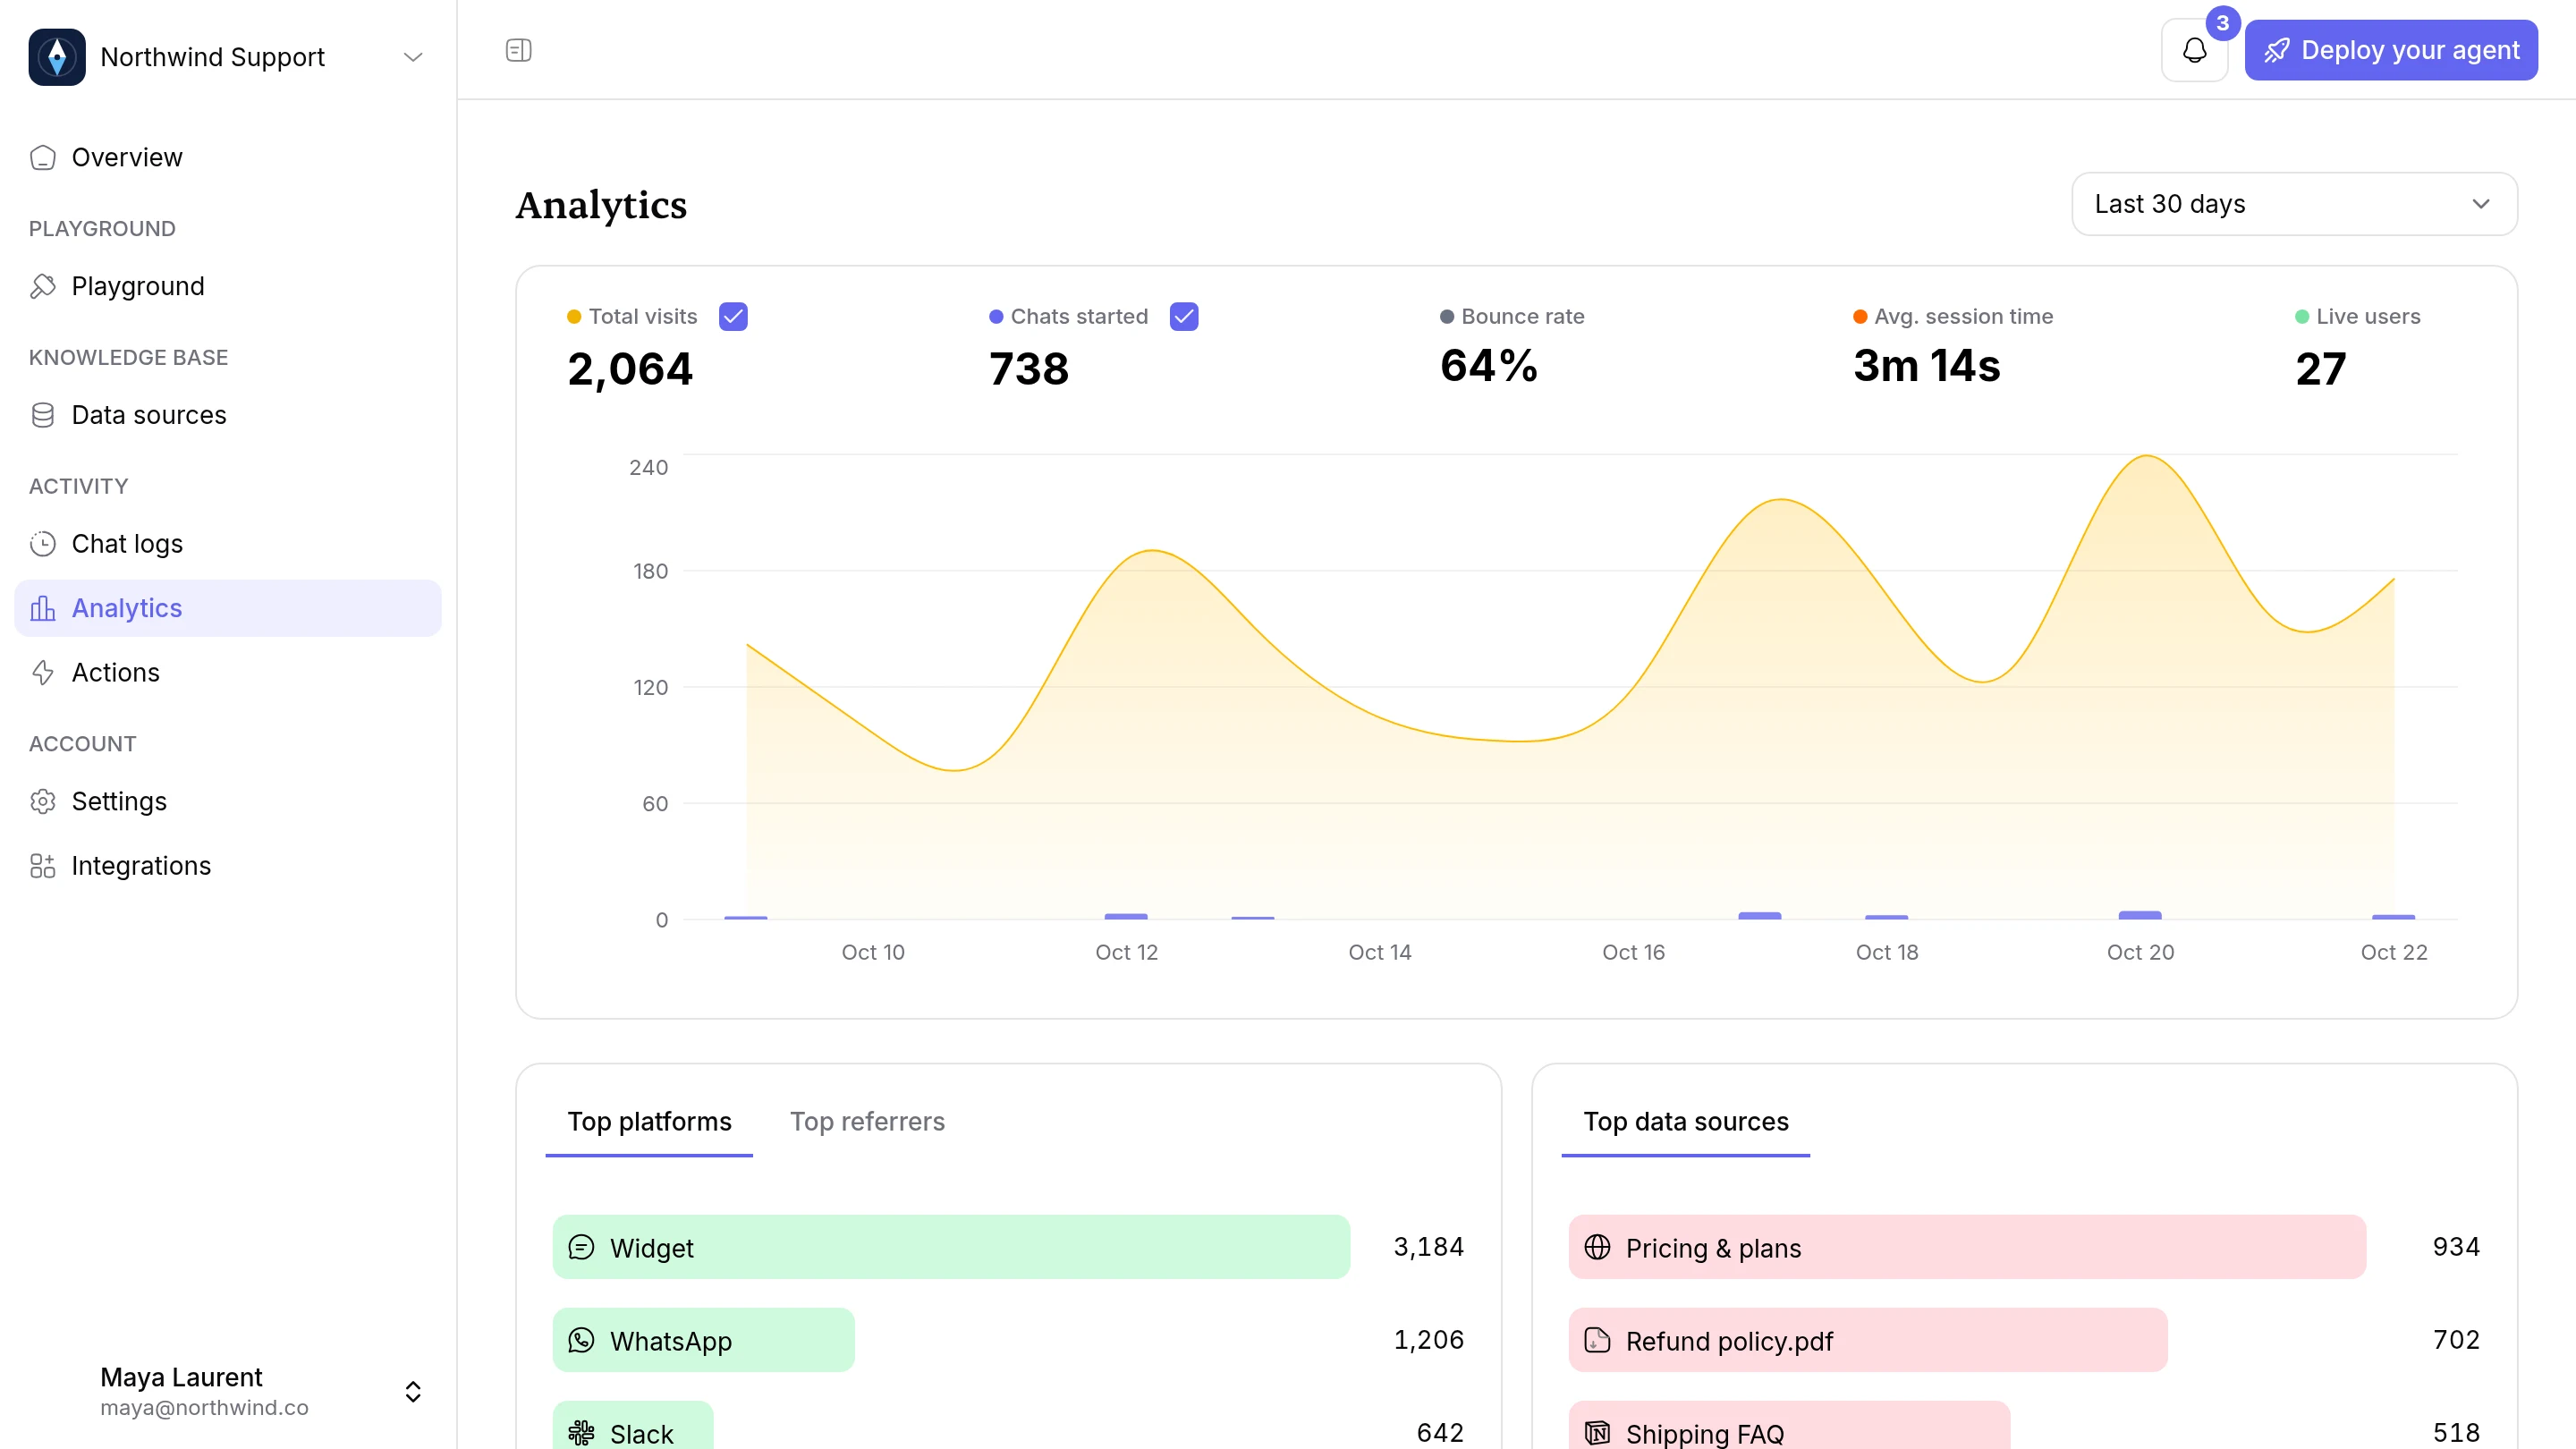 Northwind Support
3
Deploy your agent
Overview
PLAYGROUND
Playground
KNOWLEDGE BASE
Data sources
ACTIVITY
Chat logs
Analytics
Actions
ACCOUNT
Settings
Integrations
Maya Laurent
maya@northwind.co
Analytics
Last 30 days
Total visits
2,064
Chats started
738
Bounce rate
64%
Avg. session time
3m 14s
Live users
27
240
180
120
60
0
Oct 10 Oct 12 Oct 14 Oct 16 Oct 18 Oct 20 Oct 22
Top platforms Top referrers
Widget 3,184
WhatsApp 1,206
Slack 642
Top data sources
Pricing & plans 934
Refund policy.pdf 702
Shipping FAQ 518